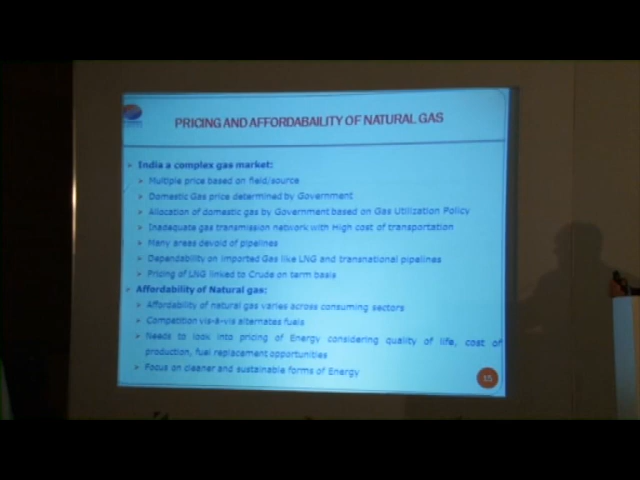 PRICING AND AFFORDABAILITY OF NATURAL GAS
India a complex gas market:
Multiple price based on field/source
Domestic Gas price determined by Government
Allocation of domestic gas by Government based on Gas Utilization Policy
Inadequate gas transmission network with High cost of transportation
Many areas devoid of pipelines
Dependability on imported Gas like LNG and transnational pipelines
Pricing of LNG linked to Crude on term basis
Affordability of Natural gas:
Affordability of natural gas varies across consuming sectors
Competition vis-à-vis alternates fuels
Needs to look into pricing of Energy considering quality of life, cost of
production, fuel replacement opportunities
Focus on cleaner and sustainable forms of Energy
15